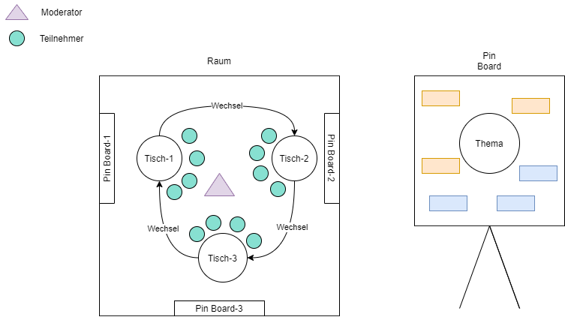 Moderator
Teilnehmer
Raum
Pin
Board
Wechsel
Pin Board-1
Tisch-1
Tisch-2
Pin Board-2
Thema
Wechsel
Wechsel
Tisch-3
Pin Board-3